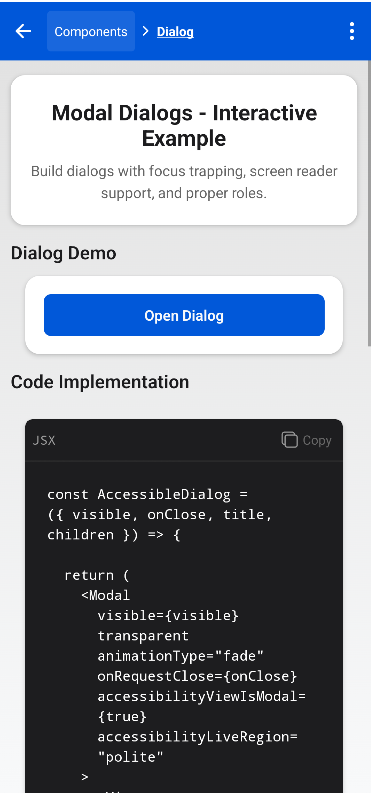 Components > Dialog
Modal Dialogs - Interactive
Example
Build dialogs with focus trapping, screen reader
support, and proper roles.
Dialog Demo
Open Dialog
Code Implementation
JSX Copy
const AccessibleDialog =
({ visible, onClose, title,
children }) => {
return (
<Modal
visible={visible}
transparent
animationType="fade"
onRequestClose={onClose}
accessibilityViewIsModal=
{true}
accessibilityLiveRegion=
"polite"
>